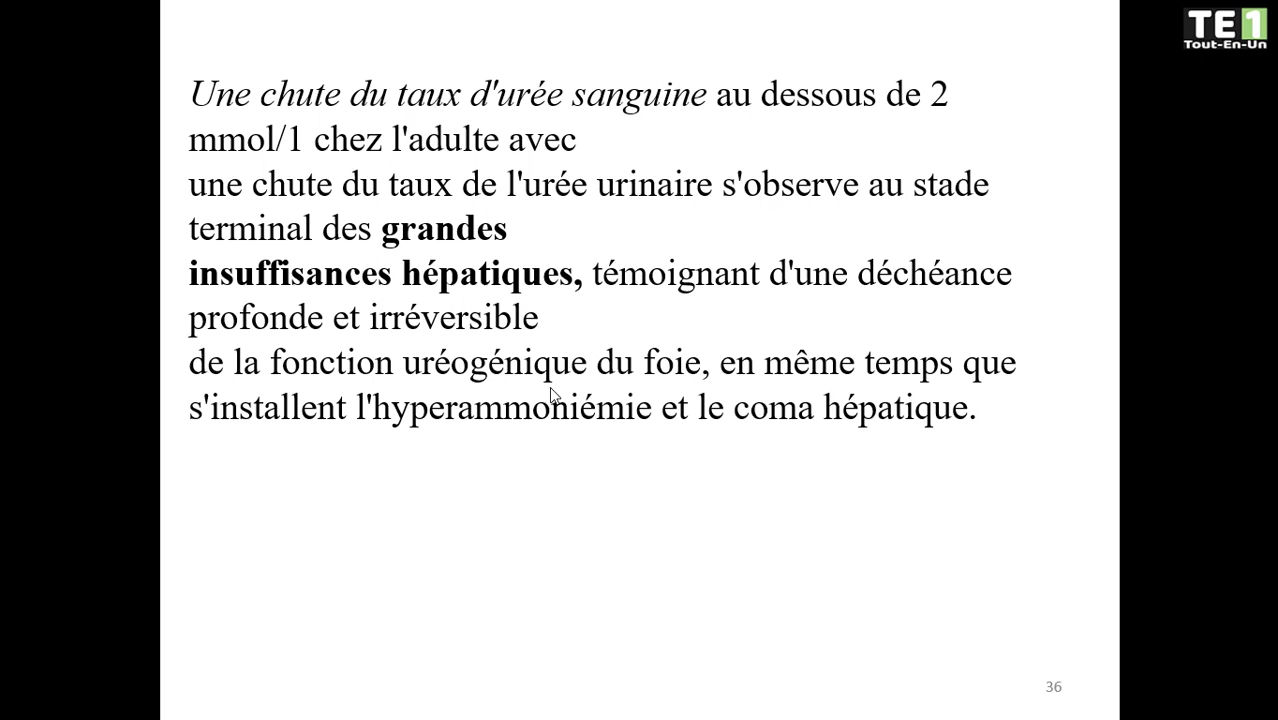 TE1
Tout-En-Un
Une chute du taux d'urée sanguine au dessous de 2
mmol/1 chez l'adulte avec
une chute du taux de l'urée urinaire s'observe au stade
terminal des grandes
insuffisances hépatiques, témoignant d'une déchéance
profonde et irréversible
de la fonction uréogénique du foie, en même temps que
s'installent l'hyperammoniémie et le coma hépatique.
36